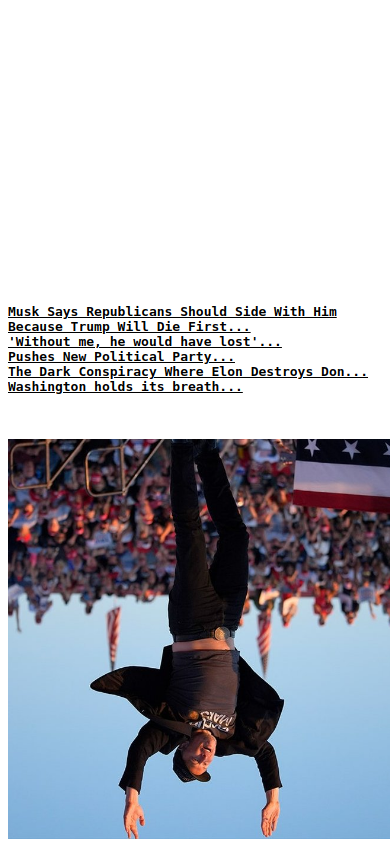 Musk Says Republicans Should Side With Him
Because Trump Will Die First...
'Without me, he would have lost'...
Pushes New Political Party...
The Dark Conspiracy Where Elon Destroys Don...
Washington holds its breath...
MARS